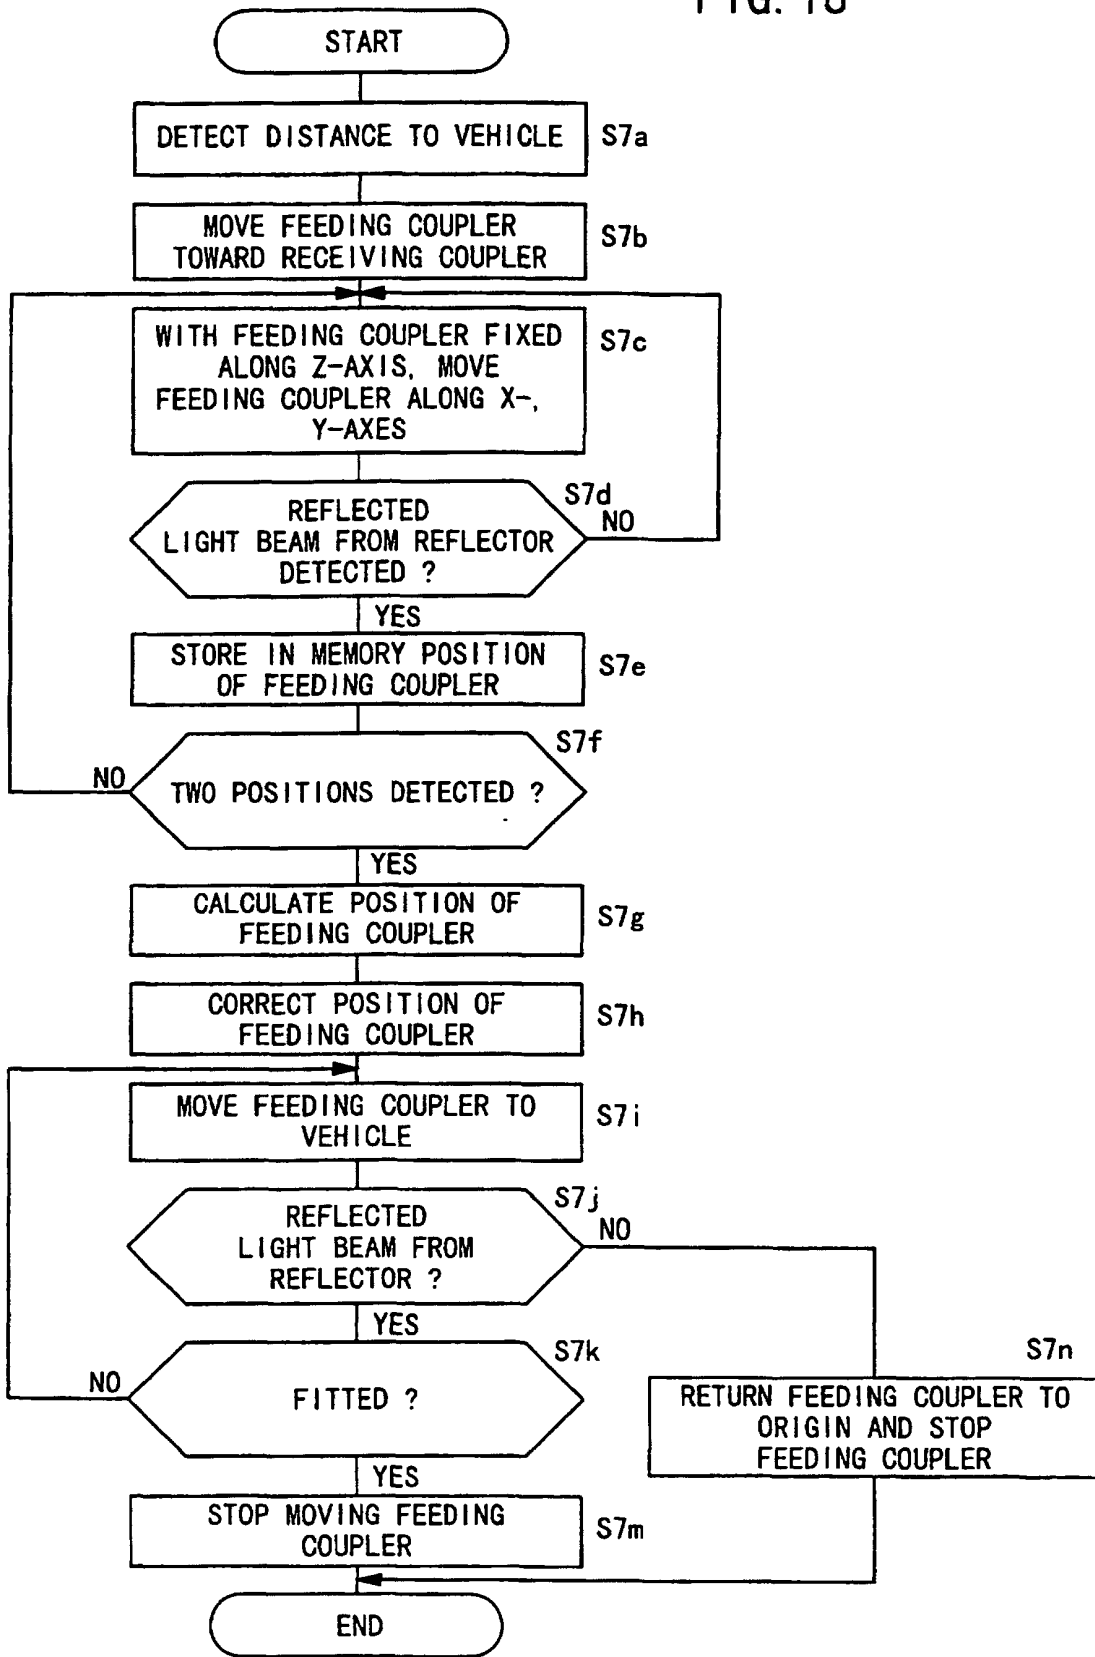 START
DETECT DISTANCE TO VEHICLE
S7a
MOVE FEEDING COUPLER
TOWARD RECEIVING COUPLER
S7b
WITH FEEDING COUPLER FIXED
ALONG Z-AXIS, MOVE
FEEDING COUPLER ALONG X-,
Y-AXES
S7c
REFLECTED
LIGHT BEAM FROM REFLECTOR
DETECTED ?
S7d
NO
YES
STORE IN MEMORY POSITION
OF FEEDING COUPLER
S7e
TWO POSITIONS DETECTED ?
S7f
NO
YES
CALCULATE POSITION OF
FEEDING COUPLER
S7g
CORRECT POSITION OF
FEEDING COUPLER
S7h
MOVE FEEDING COUPLER TO
VEHICLE
S7i
REFLECTED
LIGHT BEAM FROM
REFLECTOR ?
S7j
NO
YES
FITTED ?
S7k
NO
YES
RETURN FEEDING COUPLER TO
ORIGIN AND STOP
FEEDING COUPLER
S7n
STOP MOVING FEEDING
COUPLER
S7m
END